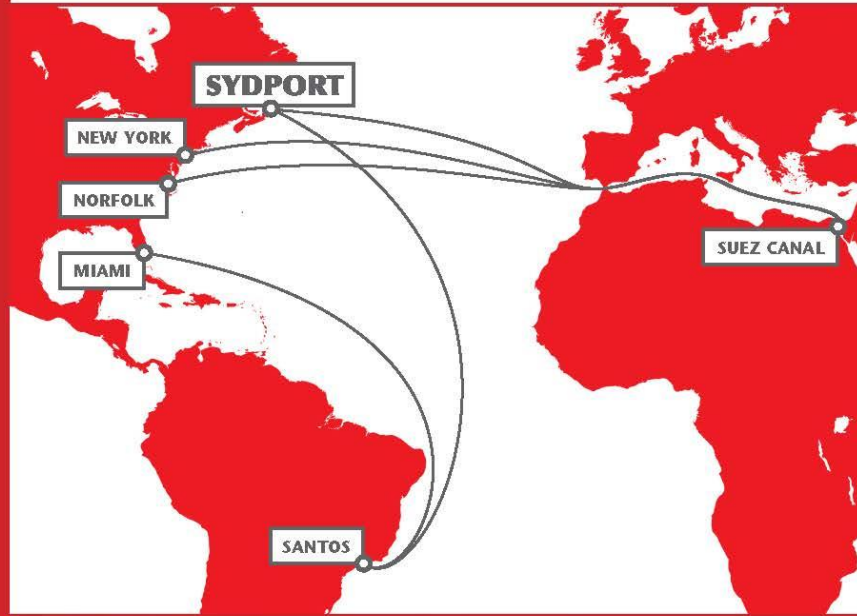 SYDPORT
NEW YORK
NORFOLK
SUEZ CANAL
MIAMI
SANTOS